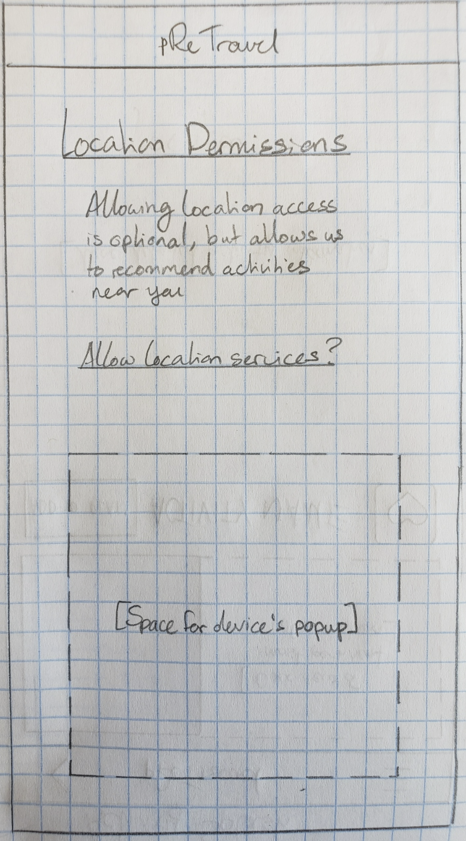 pReTravel
Location Permissions
Allowing location access
is optional, but allows us
to recommend activities
near you
Allow location services?
[Space for device's popup]